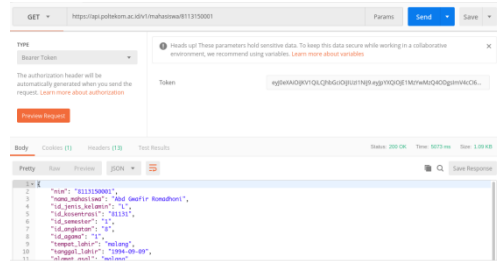 GET https://api.poltekom.ac.id/v1/mahasiswa/8113150001 Params Send Save
TYPE
Bearer Token
The authorization header will be
automatically generated when you send the
request. Learn more about authorization
Preview Request
Heads up! These parameters hold sensitive data. To keep this data secure while working in a collaborative
environment, we recommend using variables. Learn more about variables
Token
Body Cookies (1) Headers (13) Test Results Status: 200 OK Time: 5073 ms Size: 1.09 KB
Pretty Raw Preview JSON Save Response
1 {
2 "nim": "8113150001",
3 "nama_mahasiswa": "Abd Goafir Romadhoni",
4 "id_jenis_kelamin": "L",
5 "id_kosentrasi": "81131",
6 "id_semester": "1",
7 "id_angkatan": "8",
8 "id_agama": "1",
9 "tempat_lahir": "malang",
10 "tanggal_lahir": "1994-09-09",
11 "alamat_asal": "malang",